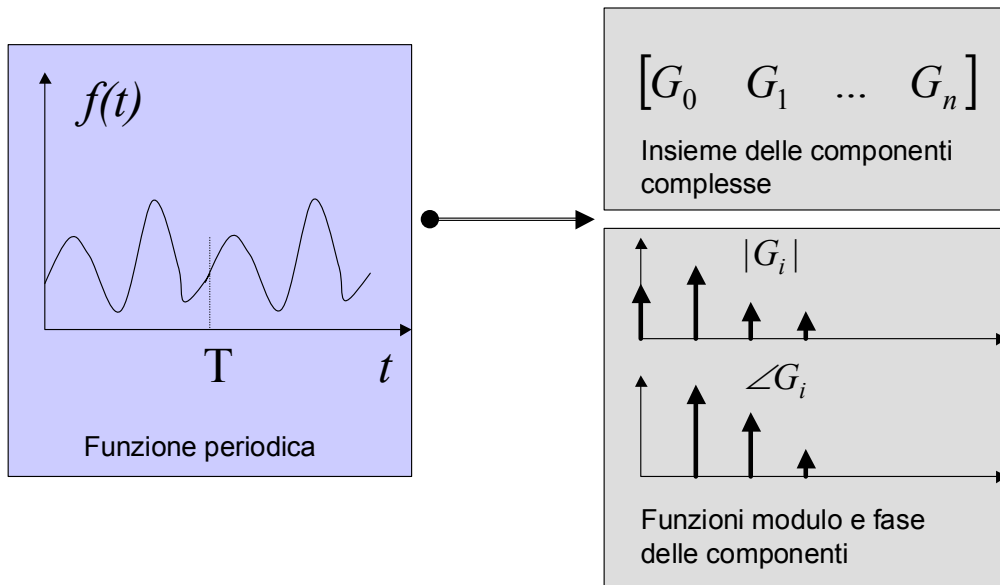 f(t)
T
t
Funzione periodica
[G₀ G₁ ... Gₙ]
Insieme delle componenti
complesse
|Gᵢ|
∠Gᵢ
Funzioni modulo e fase
delle componenti